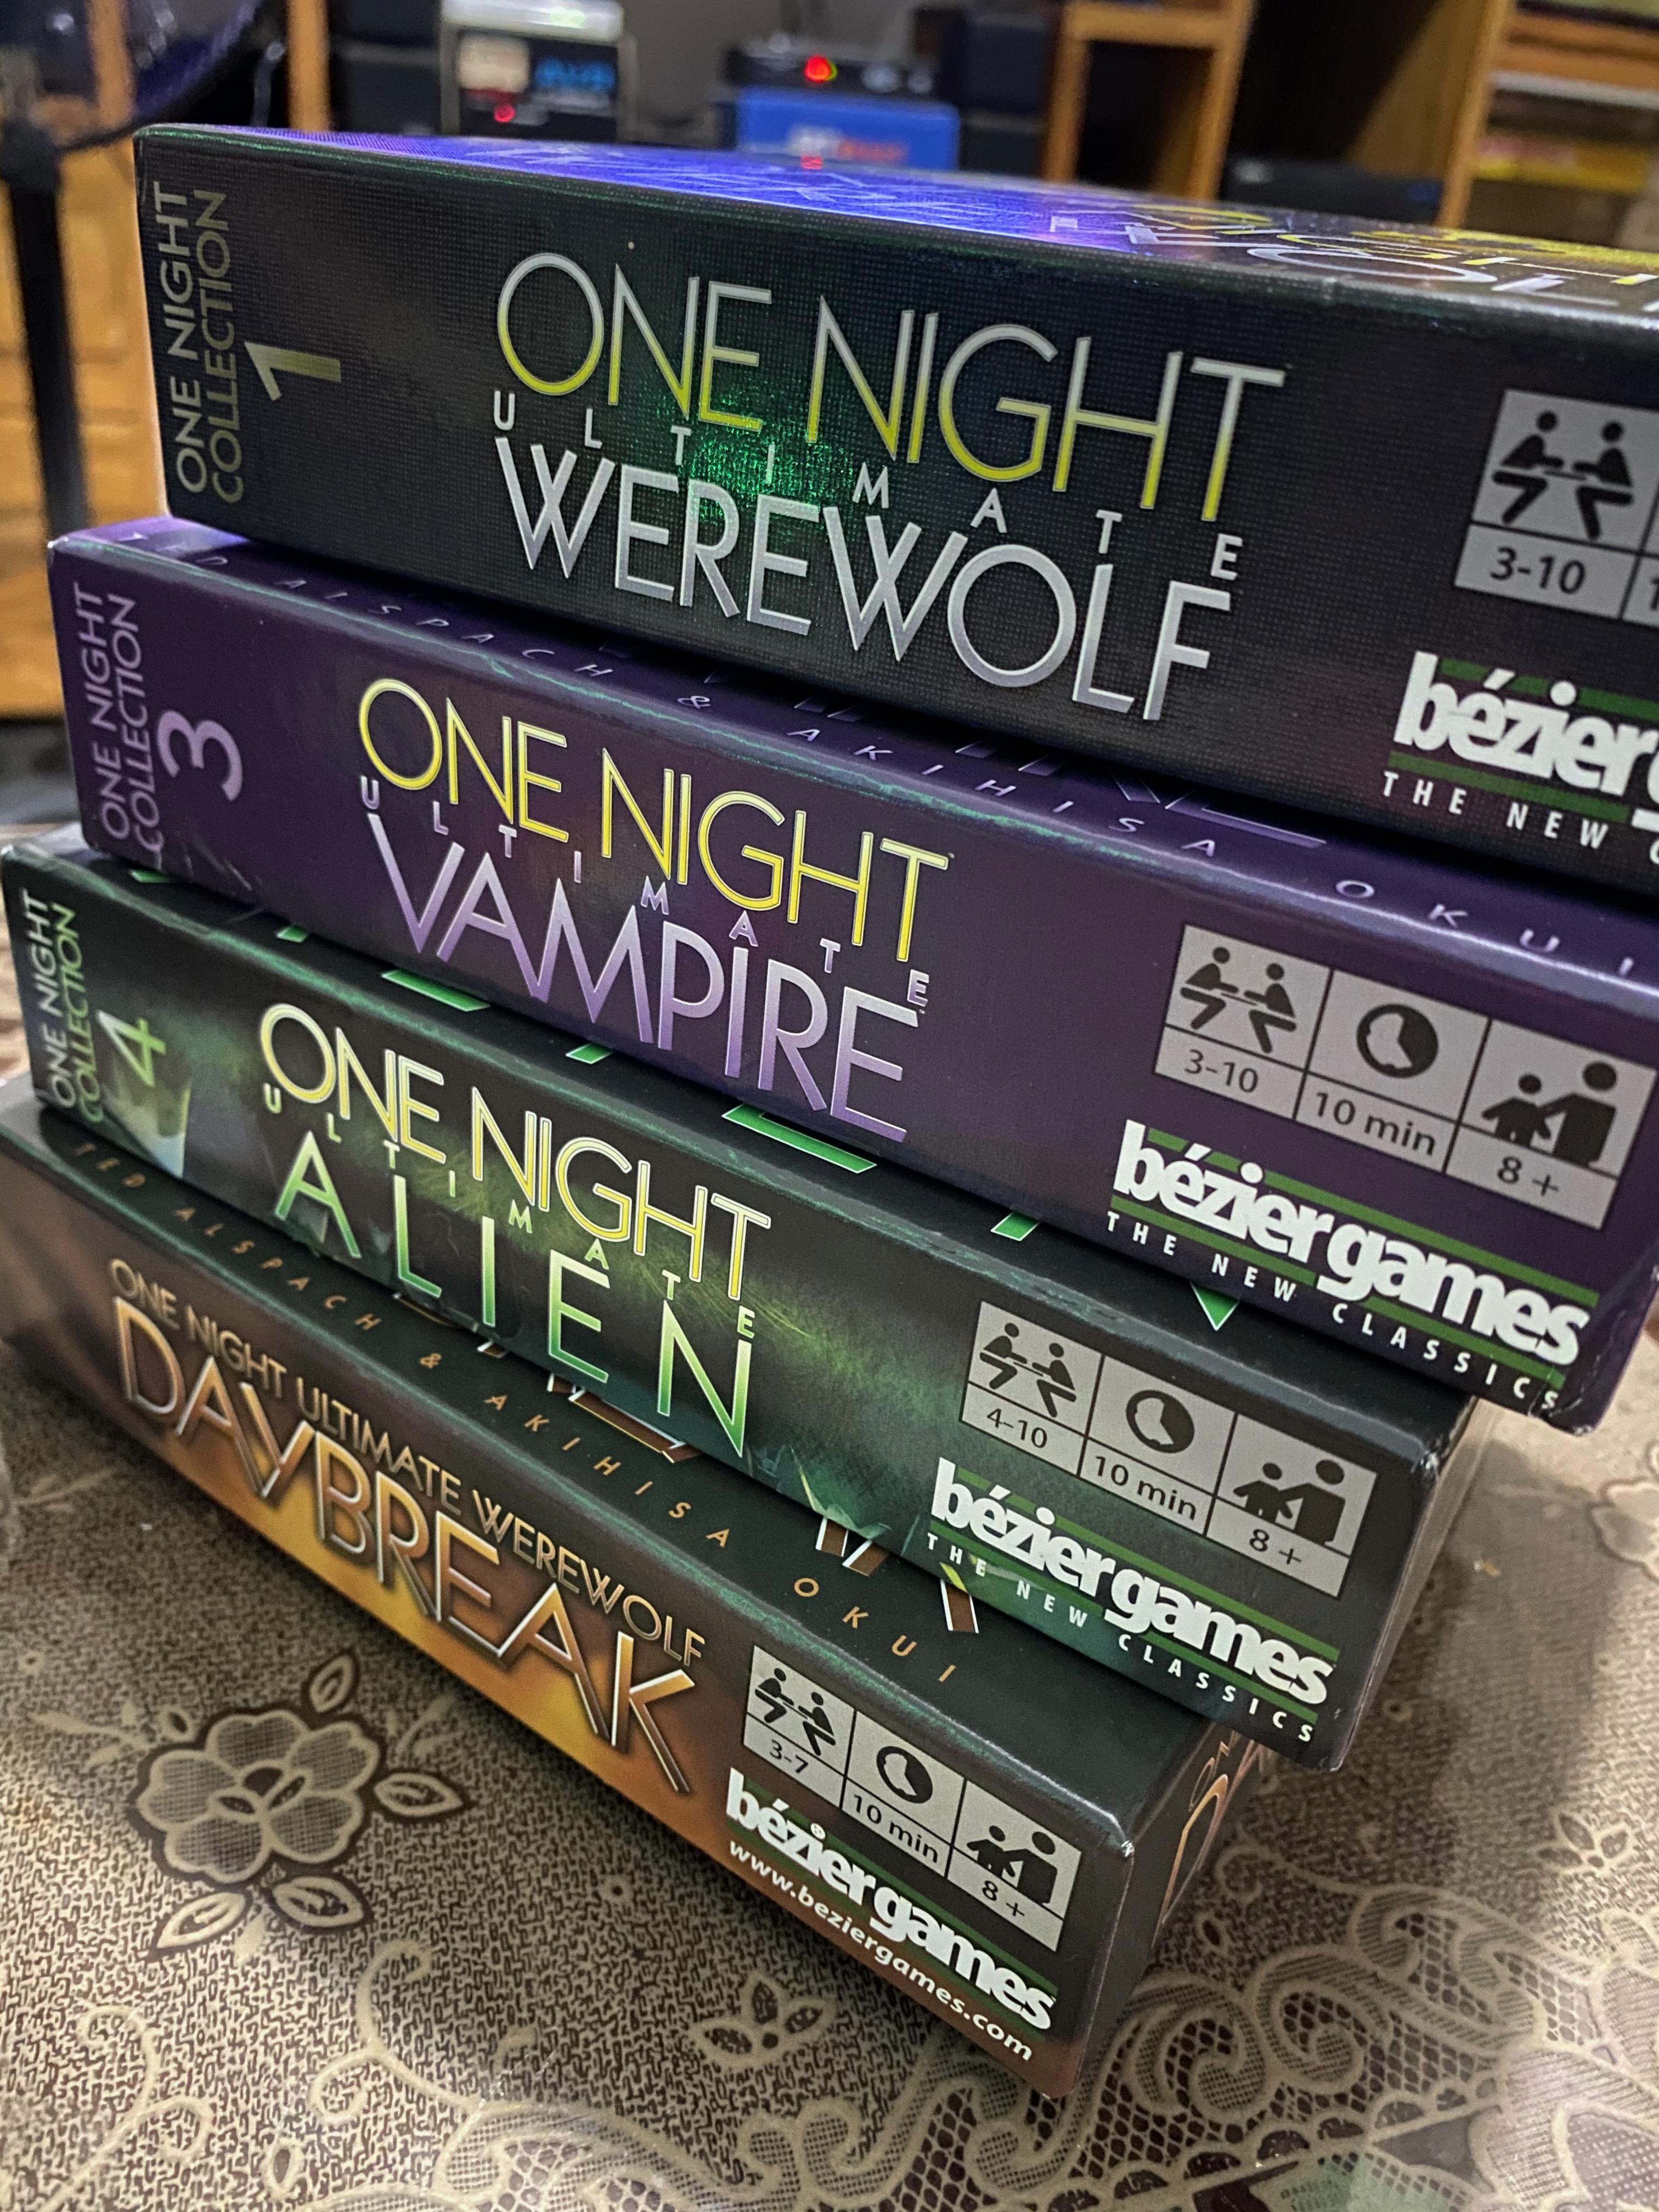 ONE NIGHT
COLLECTION
1
ONE NIGHT
ULTIMATE
WEREWOLF
3-10
bézier
THE NEW
TED ALSPACH & AKIHISA OKUI
ONE NIGHT
COLLECTION
3
ONE NIGHT
ULTIMATE
VAMPIRE
3-10
10 min
8+
béziergames
THE NEW CLASSICS
ONE NIGHT
COLLECTION
4
ONE NIGHT
ULTIMATE
ALIEN
4-10
10 min
8+
béziergames
THE NEW CLASSICS
TED ALSPACH & AKIHISA OKUI
ONE NIGHT ULTIMATE WEREWOLF
DAYBREAK
3-7
10 min
8+
béziergames
www.beziergames.com